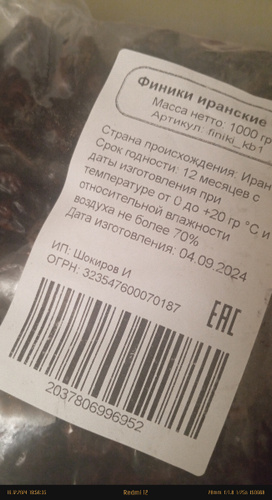 Финики иранские
Масса нетто: 1000 гр
Артикул: finiki_kb1
Страна происхождения: Иран
Срок годности: 12 месяцев с
даты изготовления при
температуре от 0 до +20 гр °C и
относительной влажности
воздуха не более 70%
Дата изготовления: 04.09.2024
ИП: Шокиров И
ОГРН: 323547600070187
EAC
2037806996952
Redmi 12